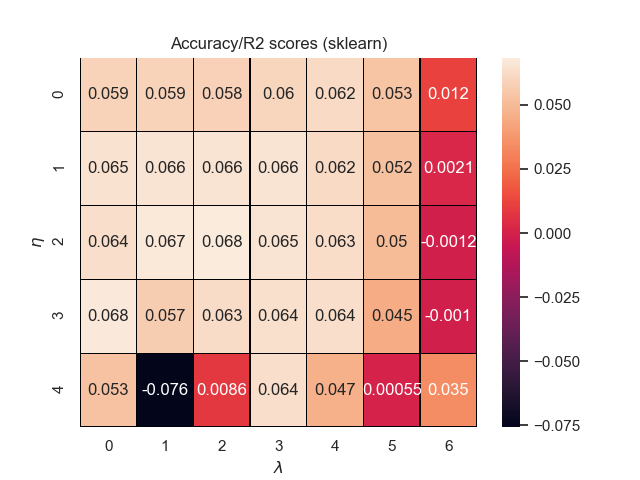 Accuracy/R2 scores (sklearn)
0 0.059 0.059 0.058 0.06 0.062 0.053 0.012
1 0.065 0.066 0.066 0.066 0.062 0.052 0.0021
η 2 0.064 0.067 0.068 0.065 0.063 0.05 -0.0012
3 0.068 0.057 0.063 0.064 0.064 0.045 -0.001
4 0.053 -0.076 0.0086 0.064 0.047 0.00055 0.035
0 1 2 3 4 5 6
λ
0.050
0.025
0.000
−0.025
−0.050
−0.075